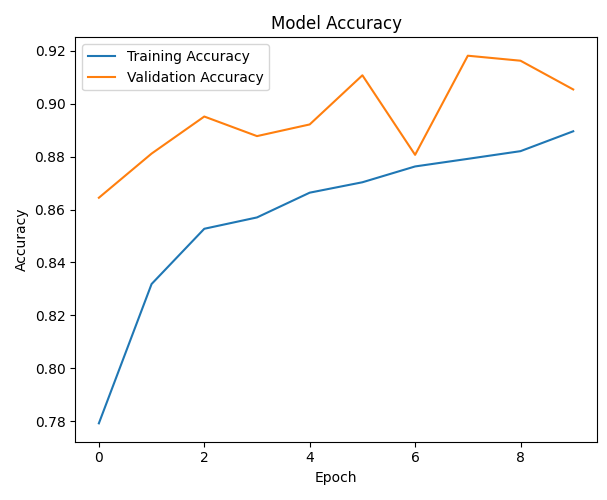 Model Accuracy
Training Accuracy
Validation Accuracy
Accuracy
0.92
0.90
0.88
0.86
0.84
0.82
0.80
0.78
0 2 4 6 8
Epoch